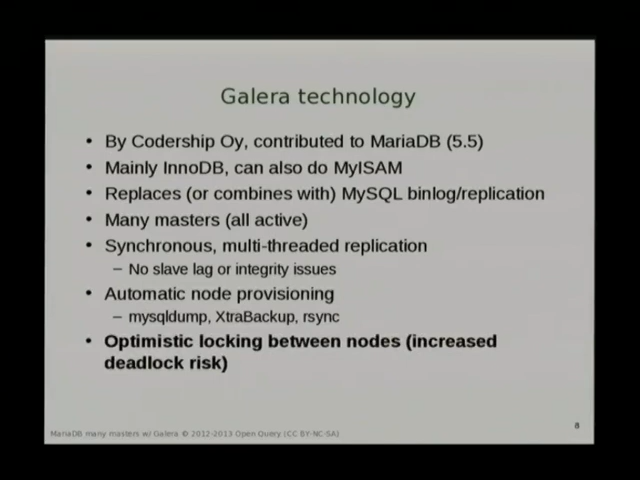 Galera technology
• By Codership Oy, contributed to MariaDB (5.5)
• Mainly InnoDB, can also do MyISAM
• Replaces (or combines with) MySQL binlog/replication
• Many masters (all active)
• Synchronous, multi-threaded replication
– No slave lag or integrity issues
• Automatic node provisioning
– mysqldump, XtraBackup, rsync
• Optimistic locking between nodes (increased
deadlock risk)
MariaDB many masters w/ Galera © 2012-2013 Open Query (CC BY-NC-SA)
8